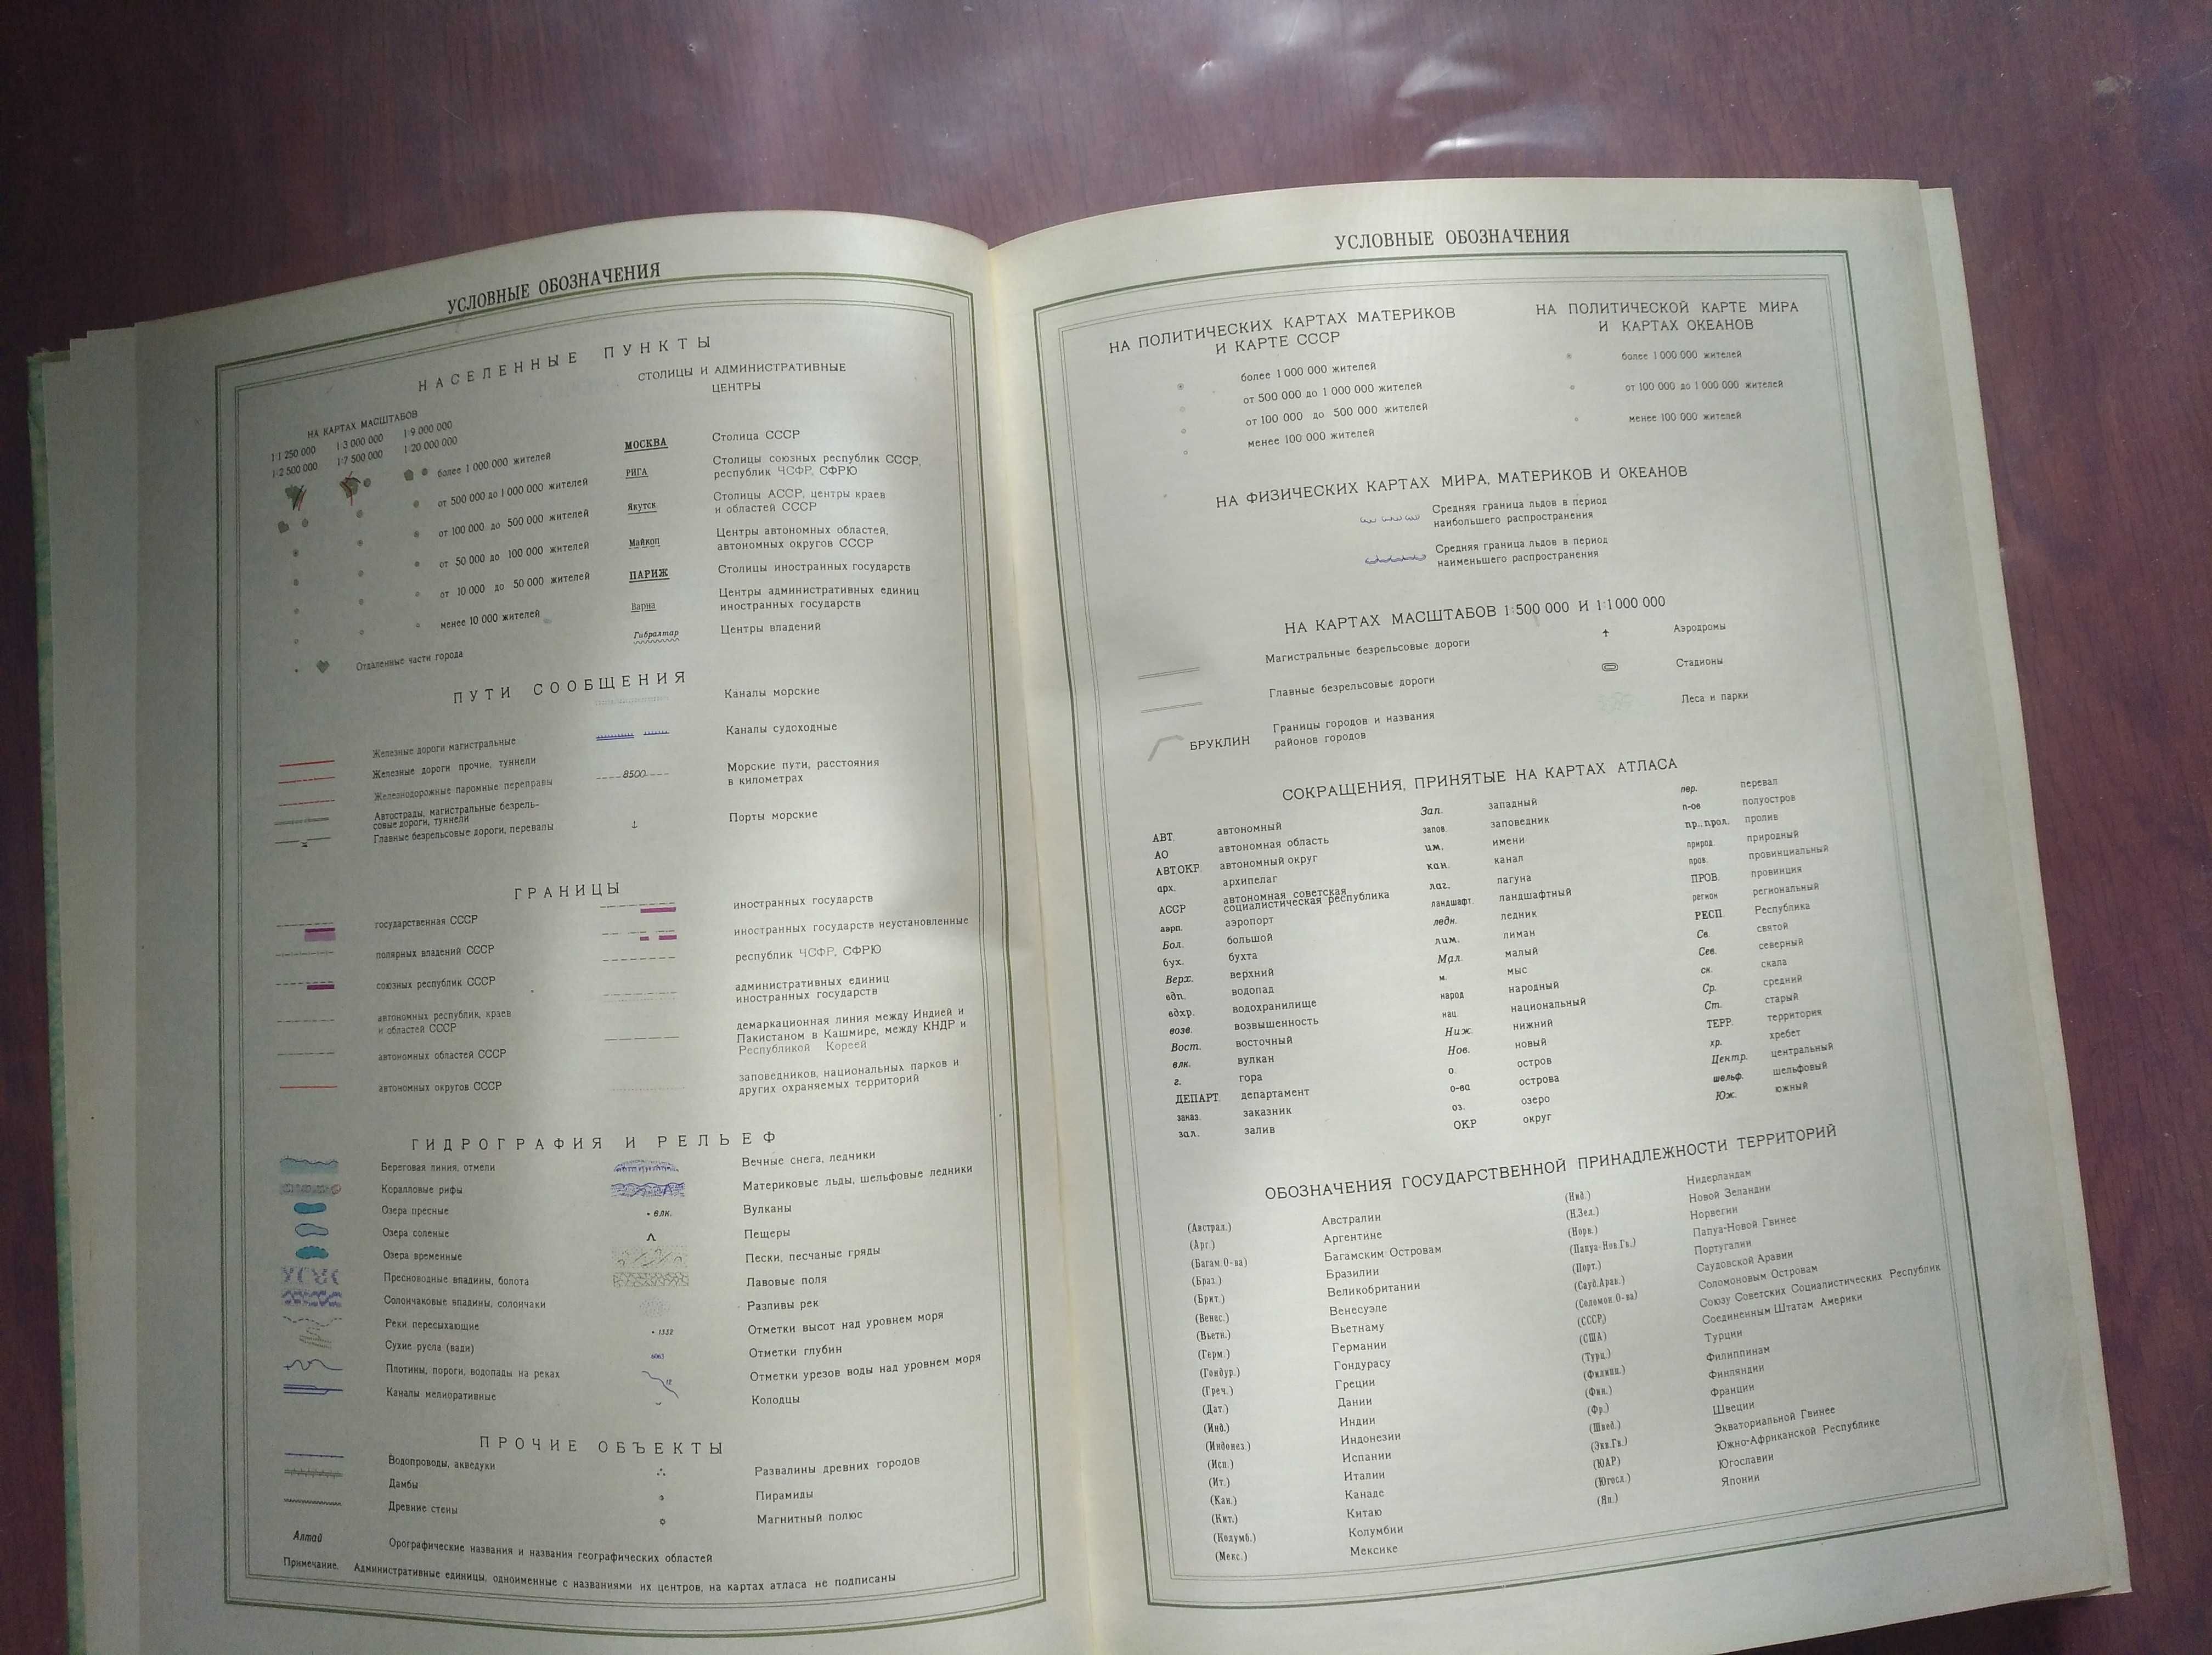 УСЛОВНЫЕ ОБОЗНАЧЕНИЯ
НАСЕЛЕННЫЕ ПУНКТЫ
НА КАРТАХ МАСШТАБОВ
1:1 250 000 1:3 000 000 1:9 000 000
1:2 500 000 1:7 500 000 1:20 000 000
более 1 000 000 жителей
от 500 000 до 1 000 000 жителей
от 100 000 до 500 000 жителей
от 50 000 до 100 000 жителей
от 10 000 до 50 000 жителей
менее 10 000 жителей
Отдаленные части города
СТОЛИЦЫ И АДМИНИСТРАТИВНЫЕ
ЦЕНТРЫ
МОСКВА Столица СССР
РИГА Столицы союзных республик СССР,
республик ЧСФР, СФРЮ
Якутск Столицы АССР, центры краев
и областей СССР
Майкоп Центры автономных областей,
автономных округов СССР
ПАРИЖ Столицы иностранных государств
Варна Центры административных единиц
иностранных государств
Гибралтар Центры владений
ПУТИ СООБЩЕНИЯ
Железные дороги магистральные
Железные дороги прочие, туннели
Железнодорожные паромные переправы
Автострады, магистральные безрель-
совые дороги, туннели
Главные безрельсовые дороги, перевалы
Каналы морские
Каналы судоходные
8500 Морские пути, расстояния
в километрах
Порты морские
ГРАНИЦЫ
государственная СССР
полярных владений СССР
союзных республик СССР
автономных республик, краев
и областей СССР
автономных областей СССР
автономных округов СССР
иностранных государств
иностранных государств неустановленные
республик ЧСФР, СФРЮ
административных единиц
иностранных государств
демаркационная линия между Индией и
Пакистаном в Кашмире, между КНДР и
Республикой Кореей
заповедников, национальных парков и
других охраняемых территорий
ГИДРОГРАФИЯ И РЕЛЬЕФ
Береговая линия, отмели
Коралловые рифы
Озера пресные
Озера соленые
Озера временные
Пресноводные впадины, болота
Солончаковые впадины, солончаки
Реки пересыхающие
Сухие русла (вади)
Плотины, пороги, водопады на реках
Каналы мелиоративные
Вечные снега, ледники
Материковые льды, шельфовые ледники
влк. Вулканы
Пещеры
Пески, песчаные гряды
Лавовые поля
Разливы рек
1332 Отметки высот над уровнем моря
Отметки глубин
12 Отметки урезов воды над уровнем моря
Колодцы
ПРОЧИЕ ОБЪЕКТЫ
Водопроводы, акведуки
Дамбы
Древние стены
Развалины древних городов
Пирамиды
Магнитный полюс
Алтай Орографические названия и названия географических областей
Примечание. Административные единицы, одноименные с названиями их центров, на картах атласа не подписаны
УСЛОВНЫЕ ОБОЗНАЧЕНИЯ
НА ПОЛИТИЧЕСКИХ КАРТАХ МАТЕРИКОВ
И КАРТЕ СССР
более 1 000 000 жителей
от 500 000 до 1 000 000 жителей
от 100 000 до 500 000 жителей
менее 100 000 жителей
НА ПОЛИТИЧЕСКОЙ КАРТЕ МИРА
И КАРТАХ ОКЕАНОВ
более 1 000 000 жителей
от 100 000 до 1 000 000 жителей
менее 100 000 жителей
НА ФИЗИЧЕСКИХ КАРТАХ МИРА, МАТЕРИКОВ И ОКЕАНОВ
Средняя граница льдов в период
наибольшего распространения
Средняя граница льдов в период
наименьшего распространения
НА КАРТАХ МАСШТАБОВ 1:500 000 И 1:1 000 000
Магистральные безрельсовые дороги
Главные безрельсовые дороги
БРУКЛИН Границы городов и названия
районов городов
Аэродромы
Стадионы
Леса и парки
СОКРАЩЕНИЯ, ПРИНЯТЫЕ НА КАРТАХ АТЛАСА
АВТ. автономный
АО автономная область
АВТ.ОКР. автономный округ
арх. архипелаг
АССР автономная советская
социалистическая республика
аэрп. аэропорт
Бол. большой
бух. бухта
Верх. верхний
вдп. водопад
вдхр. водохранилище
возв. возвышенность
Вост. восточный
влк. вулкан
г. гора
ДЕПАРТ. департамент
заказ. заказник
зал. залив
Зап. западный
запов. заповедник
им. имени
кан. канал
лаг. лагуна
ландшафт. ландшафтный
ледн. ледник
лим. лиман
Мал. малый
м. мыс
народ народный
нац. национальный
Ниж. нижний
Нов. новый
о. остров
о-ва острова
оз. озеро
ОКР округ
пер. перевал
п-ов полуостров
пр., прол. пролив
природ природный
пров. провинциальный
ПРОВ. провинция
регион региональный
РЕСП. Республика
Св. святой
Сев. северный
ск. скала
Ср. средний
Ст. старый
ТЕРР. территория
хр. хребет
Центр. центральный
шельф. шельфовый
Юж. южный
ОБОЗНАЧЕНИЯ ГОСУДАРСТВЕННОЙ ПРИНАДЛЕЖНОСТИ ТЕРРИТОРИЙ
(Австрал.) Австралии
(Арг.) Аргентине
(Багам.О-ва) Багамским Островам
(Браз.) Бразилии
(Брит.) Великобритании
(Венес.) Венесуэле
(Вьетн.) Вьетнаму
(Герм.) Германии
(Гондур.) Гондурасу
(Греч.) Греции
(Дат.) Дании
(Инд.) Индии
(Индонез.) Индонезии
(Исп.) Испании
(Ит.) Италии
(Кан.) Канаде
(Кит.) Китаю
(Колумб.) Колумбии
(Мекс.) Мексике
(Нид.) Нидерландам
(Н.Зел.) Новой Зеландии
(Норв.) Норвегии
(Папуа-Нов.Гв.) Папуа-Новой Гвинее
(Порт.) Португалии
(Сауд.Арав.) Саудовской Аравии
(Соломон.О-ва) Соломоновым Островам
(СССР) Союзу Советских Социалистических Республик
(США) Соединенным Штатам Америки
(Турц.) Турции
(Филипп.) Филиппинам
(Фин.) Финляндии
(Фр.) Франции
(Швед.) Швеции
(Экв.Гв.) Экваториальной Гвинее
(ЮАР) Южно-Африканской Республике
(Югосл.) Югославии
(Яп.) Японии